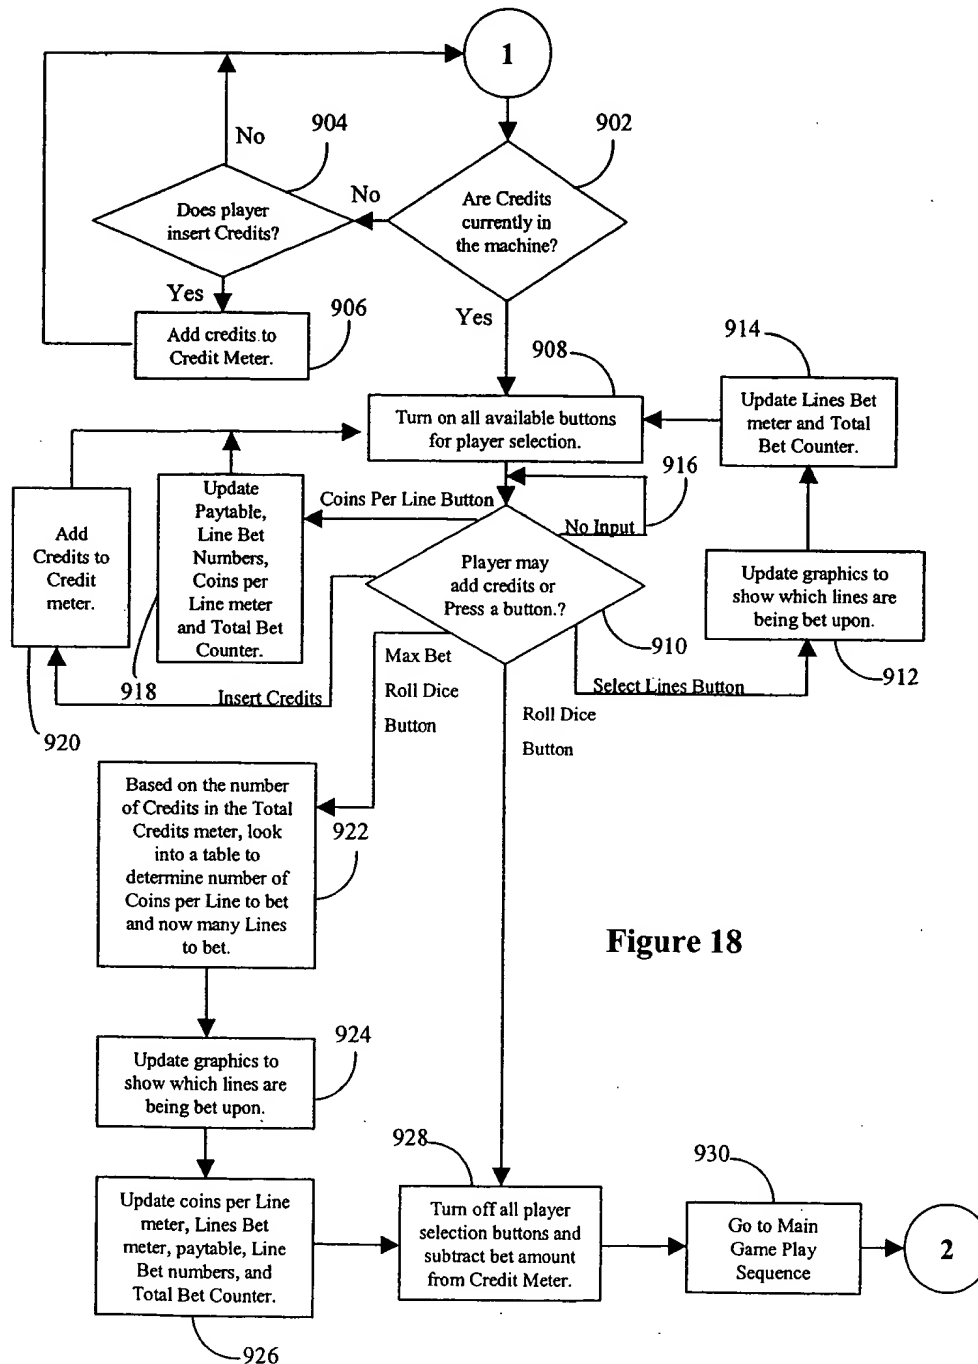 1
904
902
No
Does player
insert Credits?
No
Are Credits
currently in
the machine?
Yes
906
Add credits to
Credit Meter.
Yes
908
914
Turn on all available buttons
for player selection.
Update Lines Bet
meter and Total
Bet Counter.
916
Add
Credits to
Credit
meter.
Update
Paytable,
Line Bet
Numbers,
Coins per
Line meter
and Total Bet
Counter.
Coins Per Line Button
No Input
Player may
add credits or
Press a button.?
Update graphics to
show which lines are
being bet upon.
910
912
918
920
Insert Credits
Max Bet
Roll Dice
Button
Roll Dice
Button
Select Lines Button
Based on the number
of Credits in the Total
Credits meter, look
into a table to
determine number of
Coins per Line to bet
and now many Lines
to bet.
922
Figure 18
924
Update graphics to
show which lines are
being bet upon.
928
930
Update coins per Line
meter, Lines Bet
meter, paytable, Line
Bet numbers, and
Total Bet Counter.
926
Turn off all player
selection buttons and
subtract bet amount
from Credit Meter.
Go to Main
Game Play
Sequence
2